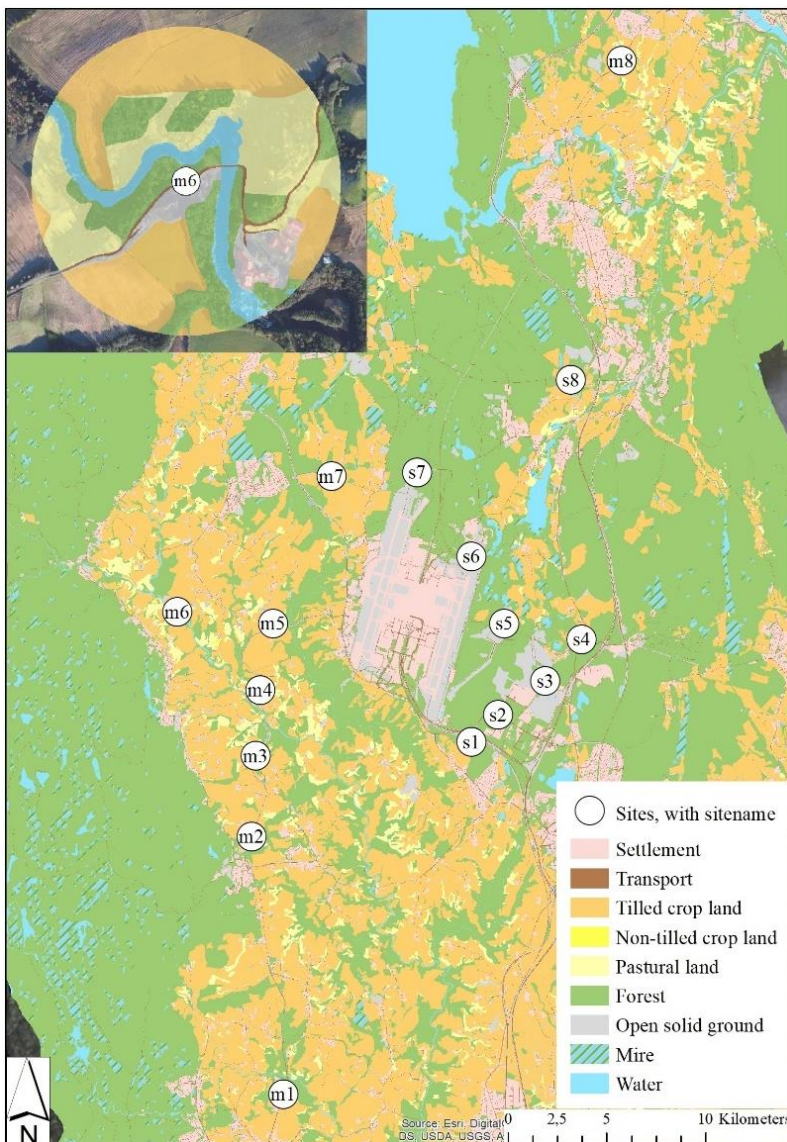 m8
m6
s8
s7
m7
s6
m6
m5
s5
s4
m4
s3
s2
s1
m3
m2
m1
Sites, with sitename
Settlement
Transport
Tilled crop land
Non-tilled crop land
Pastural land
Forest
Open solid ground
Mire
Water
N
0 2,5 5 10 Kilometers
Source: Esri, Digital
DS, USDA, USGS, A